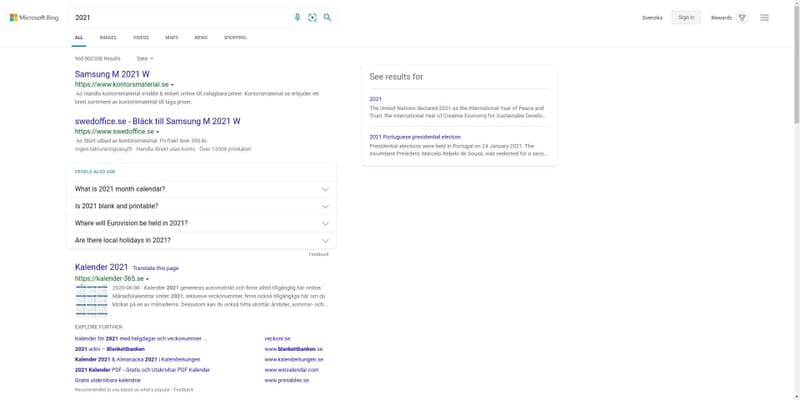 Microsoft Bing
2021
Svenska
Sign in
Rewards
ALL
IMAGES
VIDEOS
MAPS
NEWS
SHOPPING
960 000 000 Results
Date
Samsung M 2021 W
https://www.kontorsmaterial.se
Ad Handla kontorsmaterial snabbt & enkelt online till oslagbara priser. Kontorsmaterial.se erbjuder ett
brett sortiment av kontorsmaterial till låga priser.
swedoffice.se - Bläck till Samsung M 2021 W
https://www.swedoffice.se
Ad Stort utbud av kontorsmaterial. Fri frakt över 995 kr.
Ingen faktureringsavgift · Handla direkt utan konto · Över 12000 produkter
PEOPLE ALSO ASK
What is 2021 month calendar?
Is 2021 blank and printable?
Where will Eurovision be held in 2021?
Are there local holidays in 2021?
Feedback
Kalender 2021 Translate this page
https://kalender-365.se
2020-06-08 · Kalender 2021 genereras automatiskt och finns alltid tillgänglig här online.
Månadskalendrar under 2021, inklusive veckonummer, finns också tillgängliga här om du
klickar på en av månaderna. Dessutom kan du också hitta skottår, årstider, sommar- och...
EXPLORE FURTHER
Kalender för 2021 med helgdagar och veckonummer ...
veckonr.se
2021 arkiv – Blanketbanken
www.blanketbanken.se
Kalender 2021 & Almanacka 2021 | Kalenderkungen
www.kalenderkungen.se
2021 Kalender PDF - Gratis och Utskrivbar PDF Kalender
www.wincalendar.com
Gratis utskrivbara kalendrar
www.printables.se
Recommended to you based on what's popular • Feedback
See results for
2021
The United Nations declared 2021 as the International Year of Peace and
Trust, the International Year of Creative Economy for Sustainable Develo...
2021 Portuguese presidential election
Presidential elections were held in Portugal on 24 January 2021. The
incumbent President, Marcelo Rebelo de Sousa, was reelected for a seco...